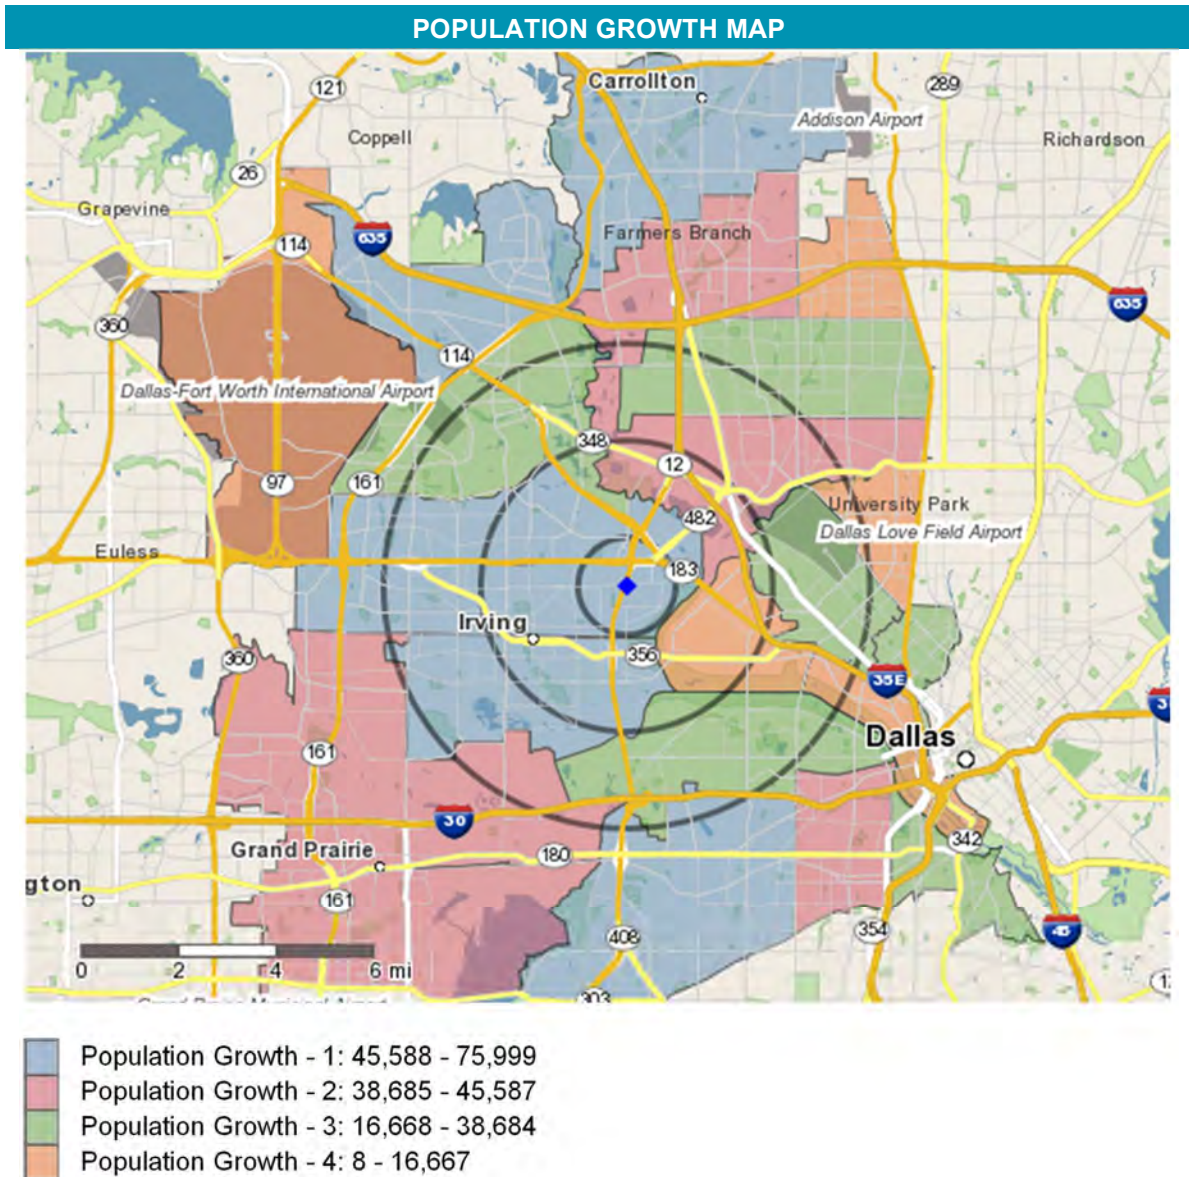 POPULATION GROWTH MAP
Carrollton
121
289
Addison Airport
Coppell
Richardson
26
Grapevine
Farmers Branch
635
114
635
360
114
Dallas-Fort Worth International Airport
348
12
97
161
University Park
482
Dallas Love Field Airport
Euless
183
Irving
356
360
35E
Dallas
161
30
342
Grand Prairie
180
gton
161
354
45
408
0 2 4 6 mi
303
Population Growth - 1: 45,588 - 75,999
Population Growth - 2: 38,685 - 45,587
Population Growth - 3: 16,668 - 38,684
Population Growth - 4: 8 - 16,667